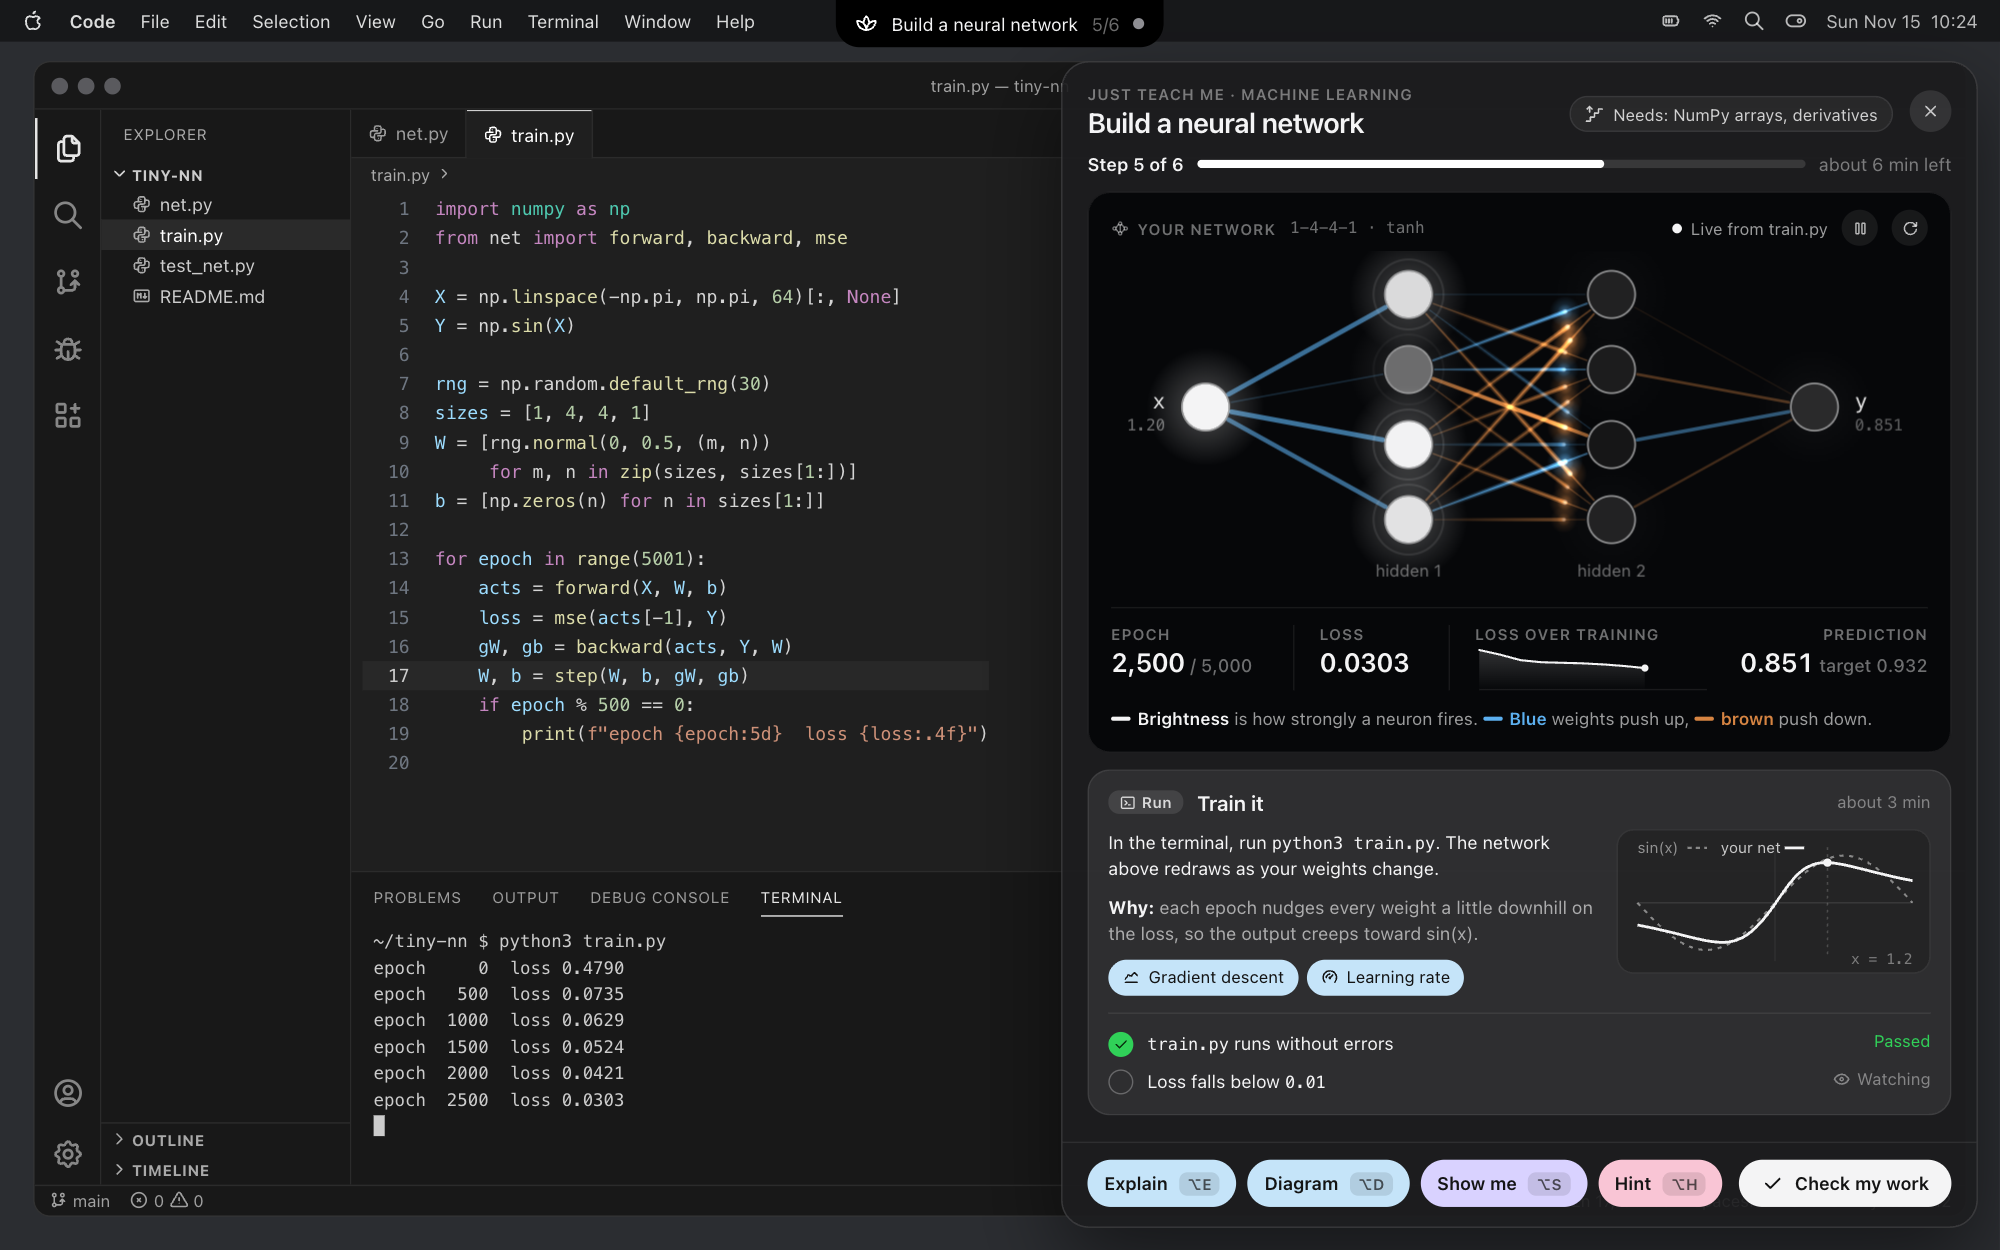 Code File Edit Selection View Go Run Terminal Window Help
Build a neural network 5/6
Sun Nov 15 10:24
train.py — tiny-nn
EXPLORER
TINY-NN
net.py
train.py
test_net.py
README.md
OUTLINE
TIMELINE
main 0 0
net.py train.py
train.py
1 import numpy as np
2 from net import forward, backward, mse
3
4 X = np.linspace(-np.pi, np.pi, 64)[:, None]
5 Y = np.sin(X)
6
7 rng = np.random.default_rng(30)
8 sizes = [1, 4, 4, 1]
9 W = [rng.normal(0, 0.5, (m, n))
10 for m, n in zip(sizes, sizes[1:])]
11 b = [np.zeros(n) for n in sizes[1:]]
12
13 for epoch in range(5001):
14 acts = forward(X, W, b)
15 loss = mse(acts[-1], Y)
16 gW, gb = backward(acts, Y, W)
17 W, b = step(W, b, gW, gb)
18 if epoch % 500 == 0:
19 print(f"epoch {epoch:5d} loss {loss:.4f}")
20
PROBLEMS OUTPUT DEBUG CONSOLE TERMINAL
~/tiny-nn $ python3 train.py
epoch 0 loss 0.4790
epoch 500 loss 0.0735
epoch 1000 loss 0.0629
epoch 1500 loss 0.0524
epoch 2000 loss 0.0421
epoch 2500 loss 0.0303
JUST TEACH ME · MACHINE LEARNING
Build a neural network
Needs: NumPy arrays, derivatives
Step 5 of 6
about 6 min left
YOUR NETWORK 1-4-4-1 · tanh
Live from train.py
x
1.20
y
0.851
hidden 1
hidden 2
EPOCH
2,500 / 5,000
LOSS
0.0303
LOSS OVER TRAINING
PREDICTION
0.851 target 0.932
Brightness is how strongly a neuron fires. Blue weights push up, brown push down.
Run Train it
about 3 min
In the terminal, run python3 train.py. The network
above redraws as your weights change.
Why: each epoch nudges every weight a little downhill on
the loss, so the output creeps toward sin(x).
Gradient descent
Learning rate
sin(x) your net
x = 1.2
train.py runs without errors
Passed
Loss falls below 0.01
Watching
Explain ⌥E
Diagram ⌥D
Show me ⌥S
Hint ⌥H
Check my work